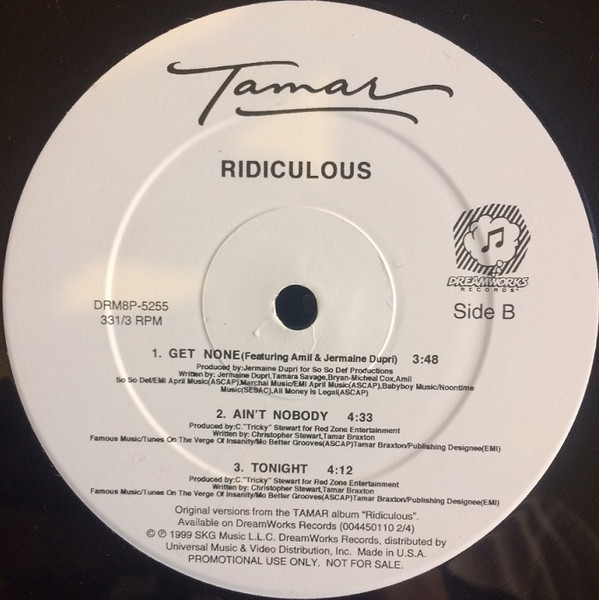 Tamar
RIDICULOUS
DREAMWORKS
RECORDS
DRM8P-5255
331/3 RPM
Side B
1. GET NONE (Featuring Amil & Jermaine Dupri) 3:48
Produced by: Jermaine Dupri for So So Def Productions
Written by: Jermaine Dupri, Tamara Savage, Bryan-Micheal Cox, Amil
So So Def/EMI April Music(ASCAP), Marchai Music/EMI April Music(ASCAP), Babyboy Music/Noontime
Music(SESAC), All Money Is Legal(ASCAP)
2. AIN'T NOBODY 4:33
Produced by:C."Tricky" Stewart for Red Zone Entertainment
Written by: Christopher Stewart,Tamar Braxton
Famous Music/Tunes On The Verge Of Insanity/Mo Better Grooves(ASCAP)Tamar Braxton/Publishing Designee(EMI)
3. TONIGHT 4:12
Produced by:C."Tricky" Stewart for Red Zone Entertainment
Written by: Christopher Stewart,Tamar Braxton
Famous Music/Tunes On The Verge Of Insanity/Mo Better Grooves(ASCAP)Tamar Braxton/Publishing Designee(EMI)
Original versions from the TAMAR album "Ridiculous".
Available on DreamWorks Records (004450110 2/4)
© ℗ 1999 SKG Music L.L.C. DreamWorks Records, distributed by
Universal Music & Video Distribution, Inc. Made in U.S.A.
PROMOTIONAL USE ONLY. NOT FOR SALE.